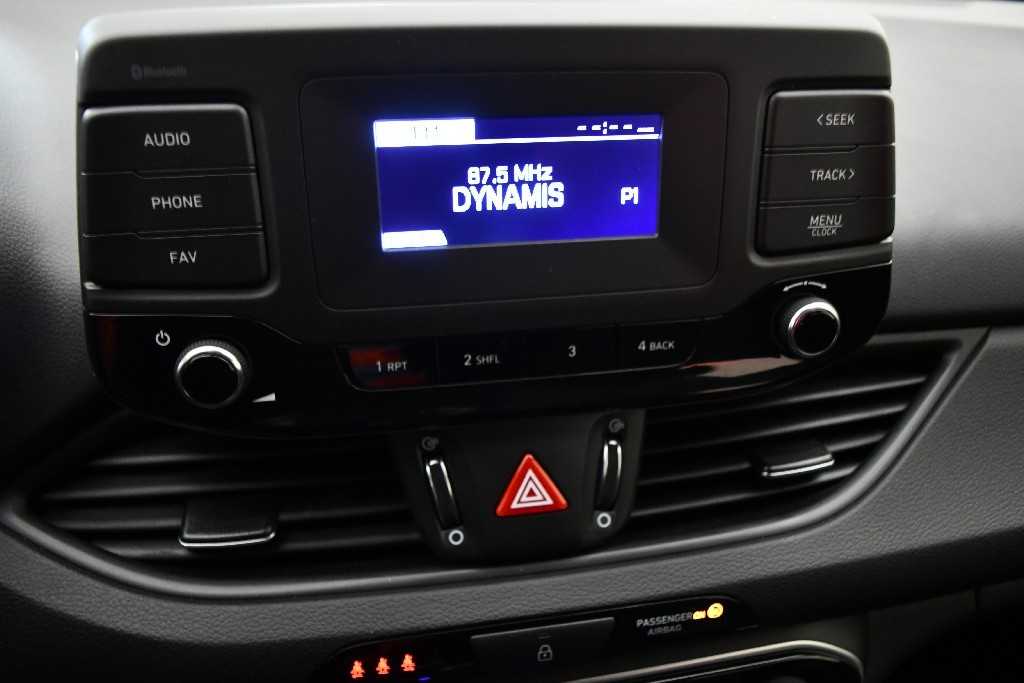 Bluetooth
AUDIO
PHONE
FAV
87.5 MHz
DYNAMIS
P1
<SEEK
TRACK>
MENU
CLOCK
1 RPT
2 SHFL
3
4 BACK
PASSENGER
AIRBAG